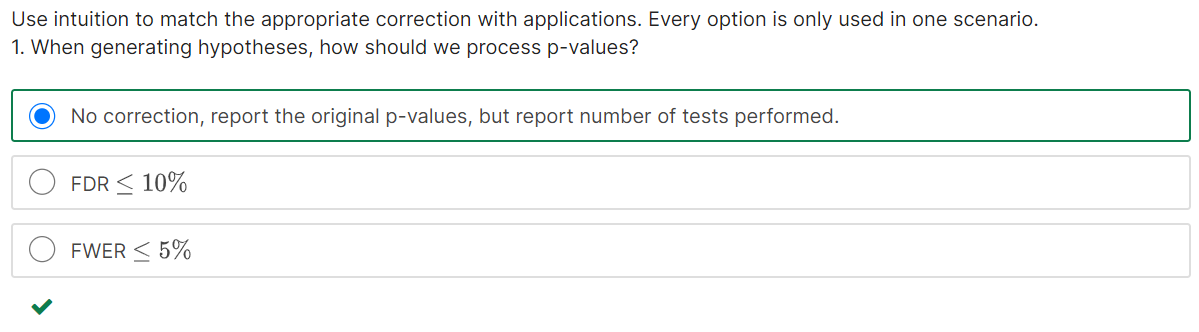 Use intuition to match the appropriate correction with applications. Every option is only used in one scenario.
1. When generating hypotheses, how should we process p-values?
No correction, report the original p-values, but report number of tests performed.
FDR ≤ 10%
FWER ≤ 5%